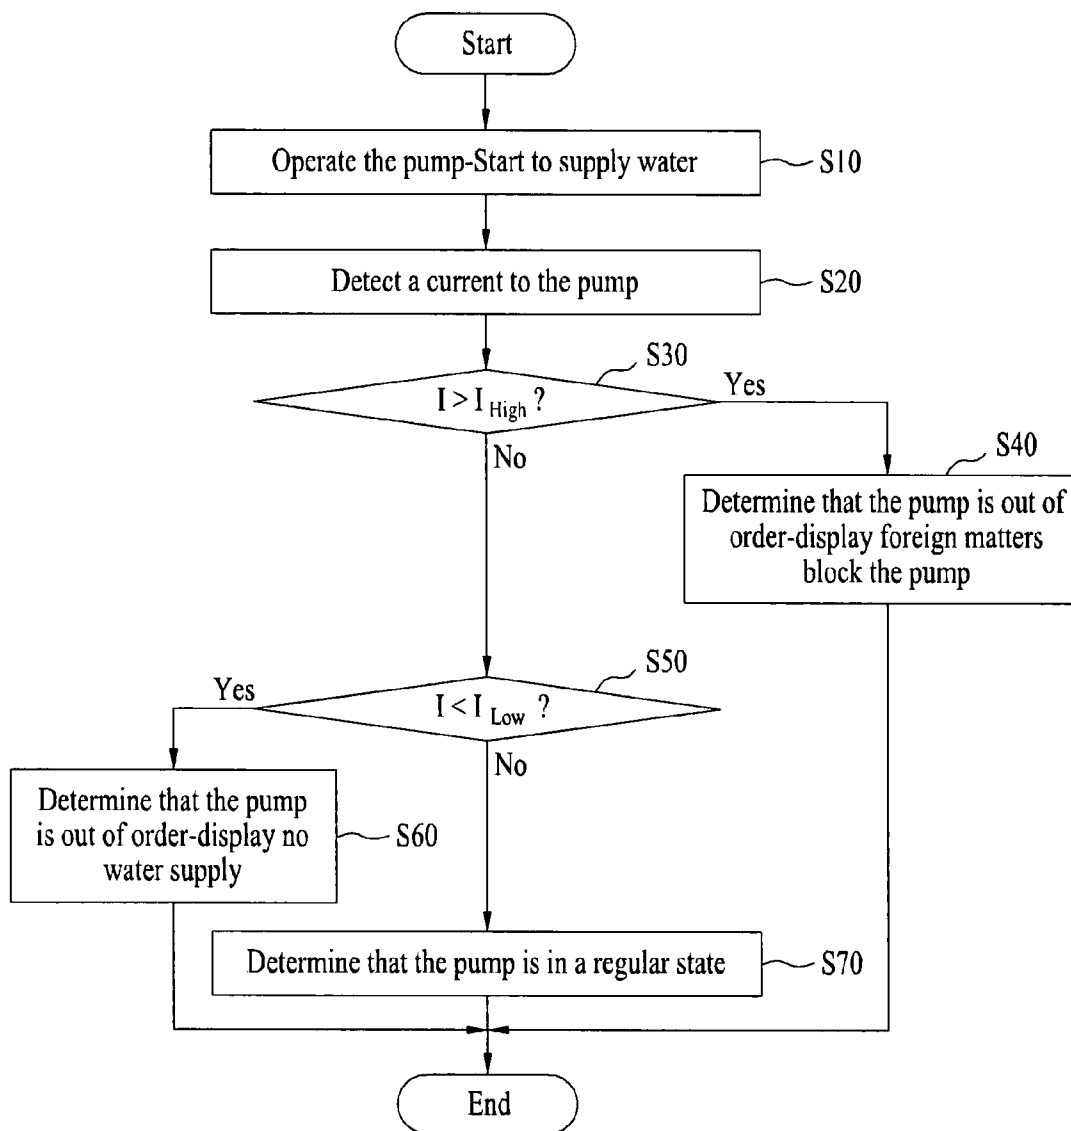 Start
Operate the pump-Start to supply water
S10
Detect a current to the pump
S20
S30
I > I High ?
Yes
No
S40
Determine that the pump is out of
order-display foreign matters
block the pump
S50
Yes
I < I Low ?
No
Determine that the pump
is out of order-display no
water supply
S60
Determine that the pump is in a regular state
S70
End